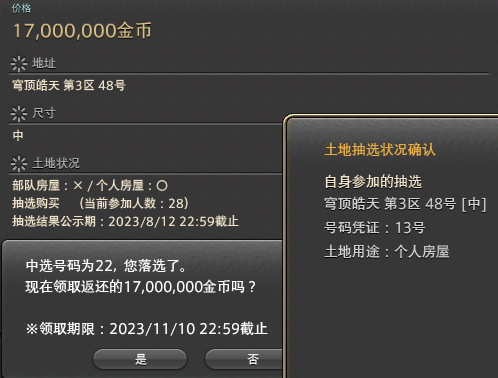 价格
17,000,000金币
地址
穹顶皓天 第3区 48号
尺寸
中
土地状况
部队房屋：× / 个人房屋：○
抽选购买 （当前参加人数：28）
抽选结果公示期：2023/8/12 22:59截止
中选号码为22, 您落选了。
现在领取返还的17,000,000金币吗？
※领取期限：2023/11/10 22:59截止
是
否
土地抽选状况确认
自身参加的抽选
穹顶皓天 第3区 48号 [中]
号码凭证：13号
土地用途：个人房屋